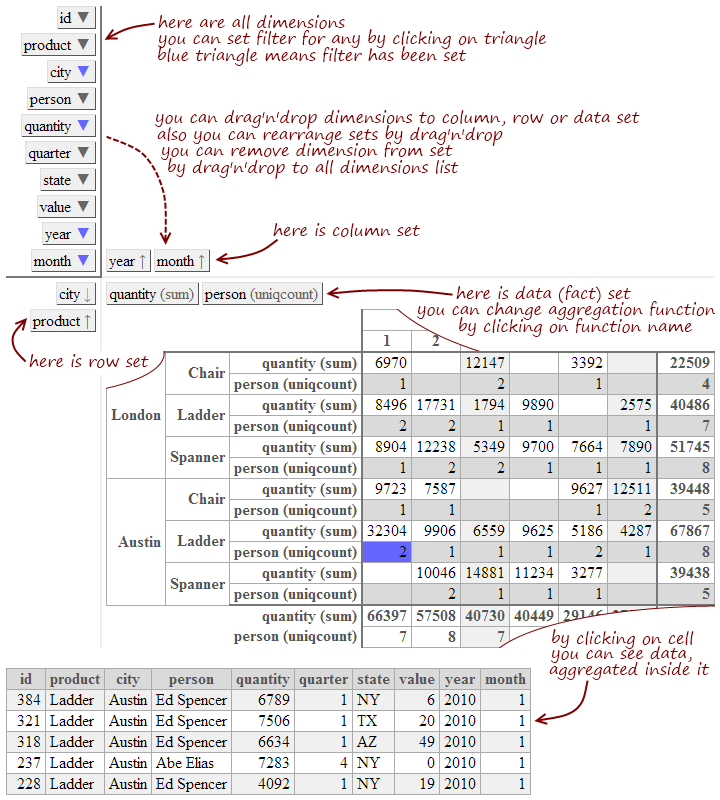 id ▼
here are all dimensions
product ▼
you can set filter for any by clicking on triangle
blue triangle means filter has been set
city ▼
person ▼
quantity ▼
you can drag'n'drop dimensions to column, row or data set
also you can rearrange sets by drag'n'drop
quarter ▼
you can remove dimension from set
by drag'n'drop to all dimensions list
state ▼
value ▼
year ▼
here is column set
month ▼ year ↑ month ↑
city ↓ quantity (sum) person (uniqcount)
here is data (fact) set
you can change aggregation function
by clicking on function name
product ↑
here is row set
1 2
London Chair quantity (sum) 6970 12147 3392 22509
person (uniqcount) 1 2 1 4
Ladder quantity (sum) 8496 17731 1794 9890 2575 40486
person (uniqcount) 2 2 1 1 1 7
Spanner quantity (sum) 8904 12238 5349 9700 7664 7890 51745
person (uniqcount) 1 2 2 1 1 1 8
Austin Chair quantity (sum) 9723 7587 9627 12511 39448
person (uniqcount) 1 1 1 2 5
Ladder quantity (sum) 32304 9906 6559 9625 5186 4287 67867
person (uniqcount) 2 1 1 1 2 1 8
Spanner quantity (sum) 10046 14881 11234 3277 39438
person (uniqcount) 2 1 1 1 5
quantity (sum) 66397 57508 40730 40449
person (uniqcount) 7 8 7
by clicking on cell
you can see data,
aggregated inside it
id product city person quantity quarter state value year month
384 Ladder Austin Ed Spencer 6789 1 NY 6 2010 1
321 Ladder Austin Ed Spencer 7506 1 TX 20 2010 1
318 Ladder Austin Ed Spencer 6634 1 AZ 49 2010 1
237 Ladder Austin Abe Elias 7283 4 NY 0 2010 1
228 Ladder Austin Ed Spencer 4092 1 NY 19 2010 1